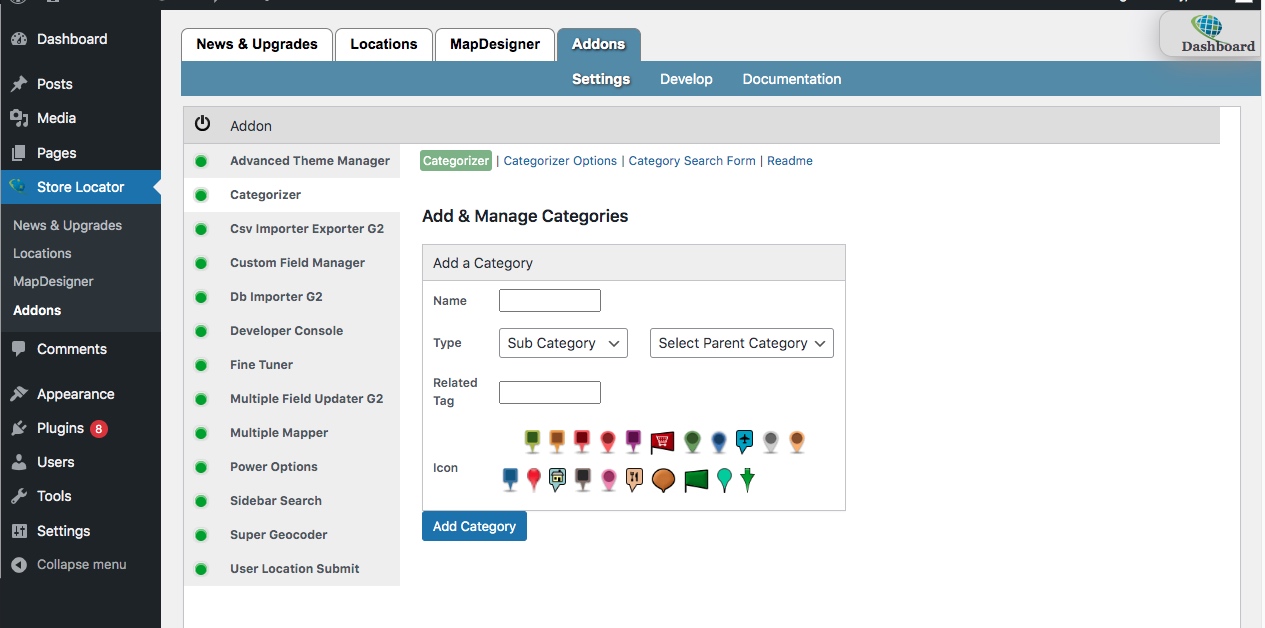 Dashboard
Posts
Media
Pages
Store Locator
News & Upgrades
Locations
MapDesigner
Addons
Comments
Appearance
Plugins 8
Users
Tools
Settings
Collapse menu
News & Upgrades
Locations
MapDesigner
Addons
Dashboard
Settings
Develop
Documentation
Addon
Advanced Theme Manager
Categorizer
Csv Importer Exporter G2
Custom Field Manager
Db Importer G2
Developer Console
Fine Tuner
Multiple Field Updater G2
Multiple Mapper
Power Options
Sidebar Search
Super Geocoder
User Location Submit
Categorizer | Categorizer Options | Category Search Form | Readme
Add & Manage Categories
Add a Category
Name
Type Sub Category Select Parent Category
Related
Tag
Icon
Add Category